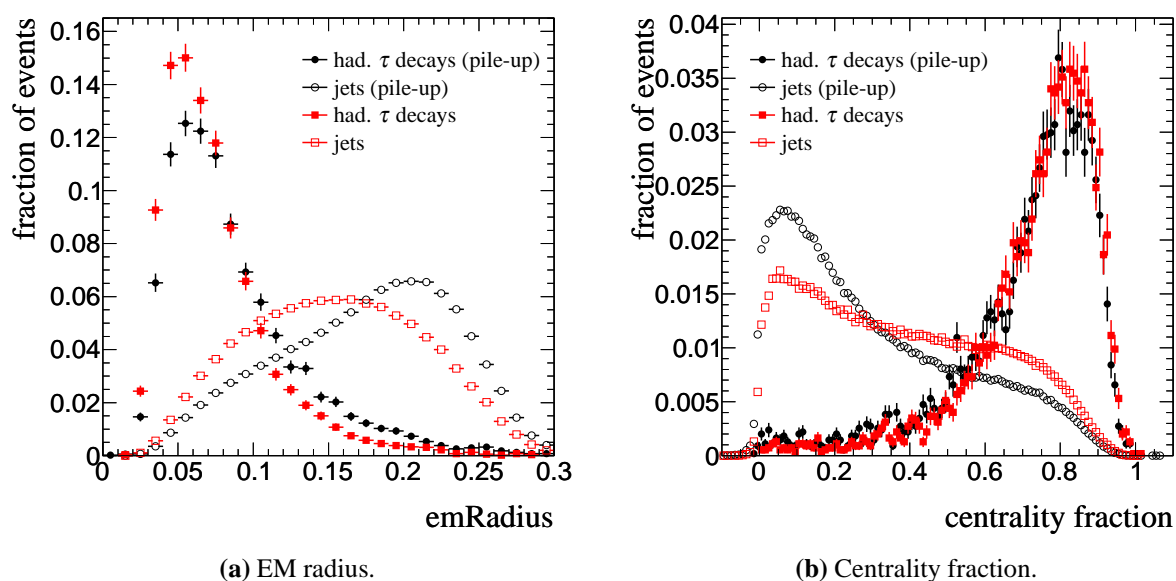 fraction of events
0.16
0.14
0.12
0.1
0.08
0.06
0.04
0.02
0
had. τ decays (pile-up)
jets (pile-up)
had. τ decays
jets
0.0 0.05 0.1 0.15 0.2 0.25 0.3
emRadius
(a) EM radius.
fraction of events
0.04
0.035
0.03
0.025
0.02
0.015
0.01
0.005
0
had. τ decays (pile-up)
jets (pile-up)
had. τ decays
jets
0 0.2 0.4 0.6 0.8 1
centrality fraction
(b) Centrality fraction.